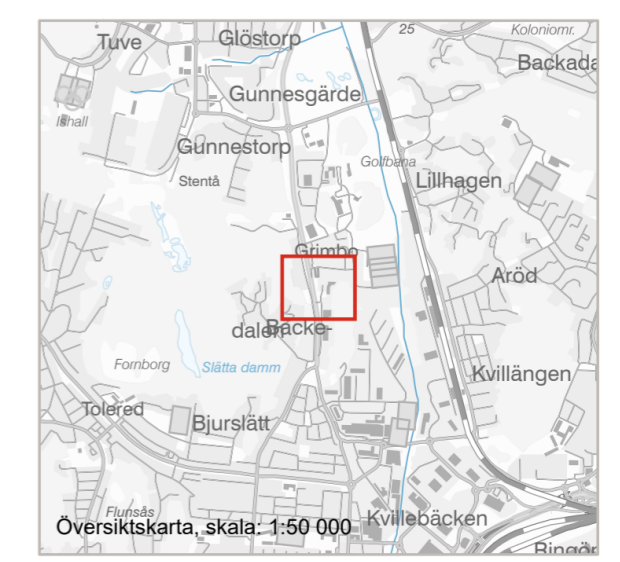 25
Koloniomr.
Tuve
Glöstorp
Backada
Gunnesgärde
Ishall
Gunnestorp
Golfbana
Stentå
Lillhagen
Grimbo
Aröd
Bäcke-
dalen
Fornborg
Slätta damm
Kvillängen
Tolered
Bjurslätt
Flunsås
Kvillebäcken
Översiktskarta, skala: 1:50 000
Ringön